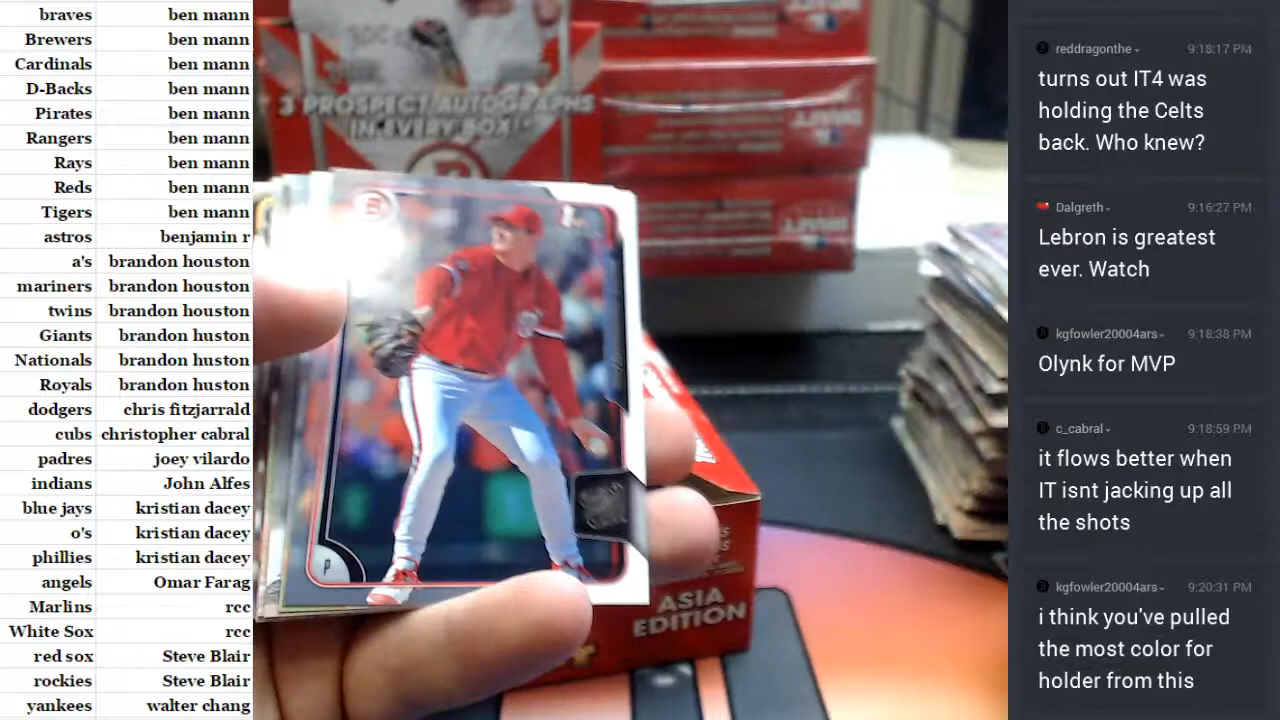 braves ben mann
Brewers ben mann
Cardinals ben mann
D-Backs ben mann
Pirates ben mann
Rangers ben mann
Rays ben mann
Reds ben mann
Tigers ben mann
astros benjamin r
a's brandon houston
mariners brandon houston
twins brandon houston
Giants brandon huston
Nationals brandon huston
Royals brandon huston
dodgers chris fitzjarrald
cubs christopher cabral
padres joey vilardo
indians John Alfes
blue jays kristian dacey
o's kristian dacey
phillies kristian dacey
angels Omar Farag
Marlins rcc
White Sox rcc
red sox Steve Blair
rockies Steve Blair
yankees walter chang
3 PROSPECT AUTOGRAPHS
IN EVERY BOX!
B
P
ASIA
EDITION
DRAFT
DRAFT
reddragonthe 9:18:17 PM
turns out IT4 was
holding the Celts
back. Who knew?
Dalgreth 9:16:27 PM
Lebron is greatest
ever. Watch
kgfowler20004ars 9:18:38 PM
Olynk for MVP
c_cabral 9:18:59 PM
it flows better when
IT isnt jacking up all
the shots
kgfowler20004ars 9:20:31 PM
i think you've pulled
the most color for
holder from this